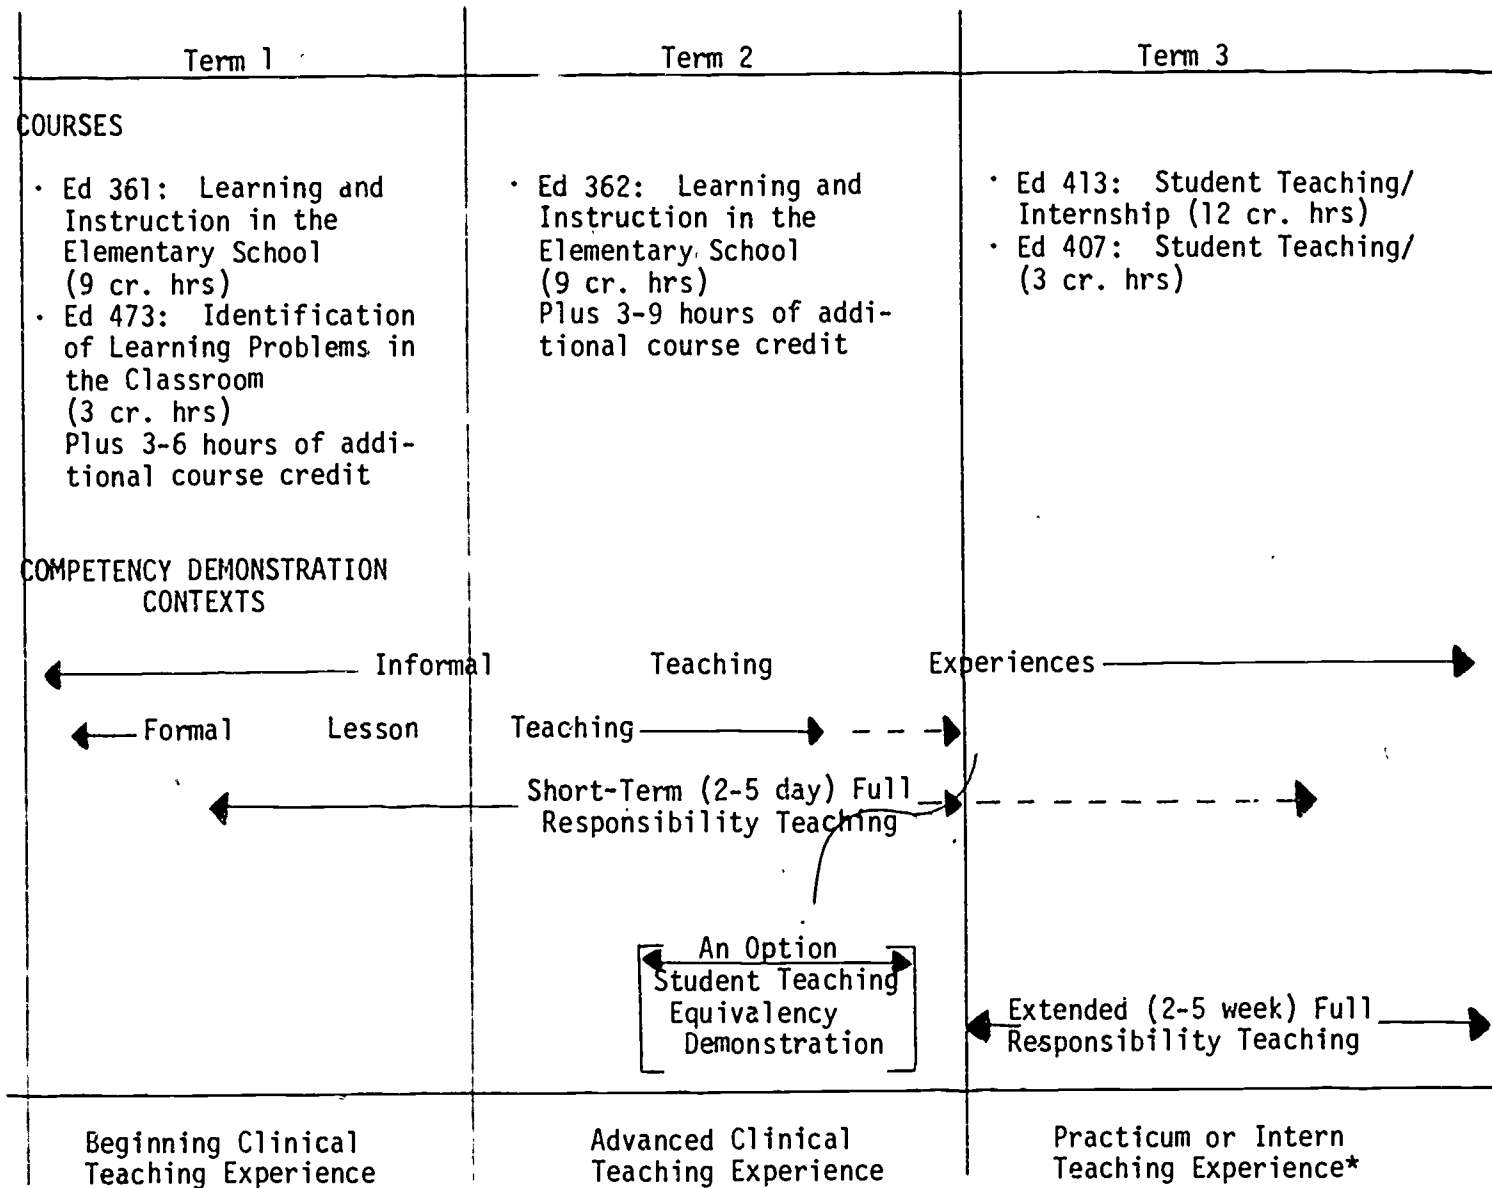 Term 1
Term 2
Term 3
COURSES
· Ed 361: Learning and
Instruction in the
Elementary School
(9 cr. hrs)
· Ed 473: Identification
of Learning Problems in
the Classroom
(3 cr. hrs)
Plus 3-6 hours of addi-
tional course credit
· Ed 362: Learning and
Instruction in the
Elementary School
(9 cr. hrs)
Plus 3-9 hours of addi-
tional course credit
· Ed 413: Student Teaching/
Internship (12 cr. hrs)
· Ed 407: Student Teaching/
(3 cr. hrs)
COMPETENCY DEMONSTRATION
CONTEXTS
Informal Teaching Experiences
Formal Lesson Teaching
Short-Term (2-5 day) Full
Responsibility Teaching
An Option
Student Teaching
Equivalency
Demonstration
Extended (2-5 week) Full
Responsibility Teaching
Beginning Clinical
Teaching Experience
Advanced Clinical
Teaching Experience
Practicum or Intern
Teaching Experience*